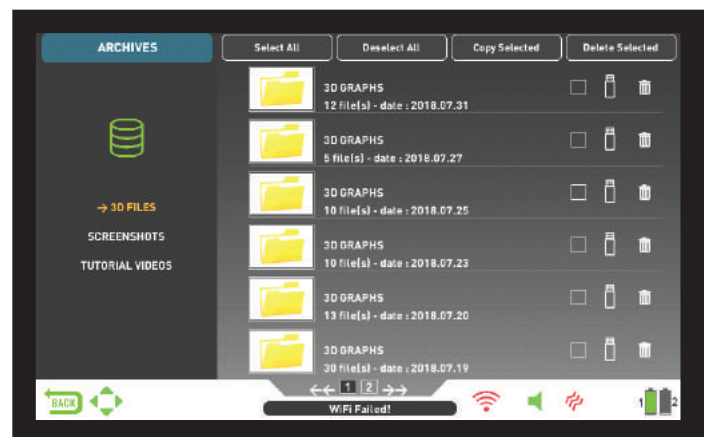 ARCHIVES
Select All
Deselect All
Copy Selected
Delete Selected
3D GRAPHS
12 file(s) - date : 2018.07.31
3D GRAPHS
5 file(s) - date : 2018.07.27
→ 3D FILES
3D GRAPHS
10 file(s) - date : 2018.07.25
SCREENSHOTS
3D GRAPHS
10 file(s) - date : 2018.07.23
TUTORIAL VIDEOS
3D GRAPHS
13 file(s) - date : 2018.07.20
3D GRAPHS
30 file(s) - date : 2018.07.19
BACK
←← 1 2 →→
WiFi Failed!
1 2